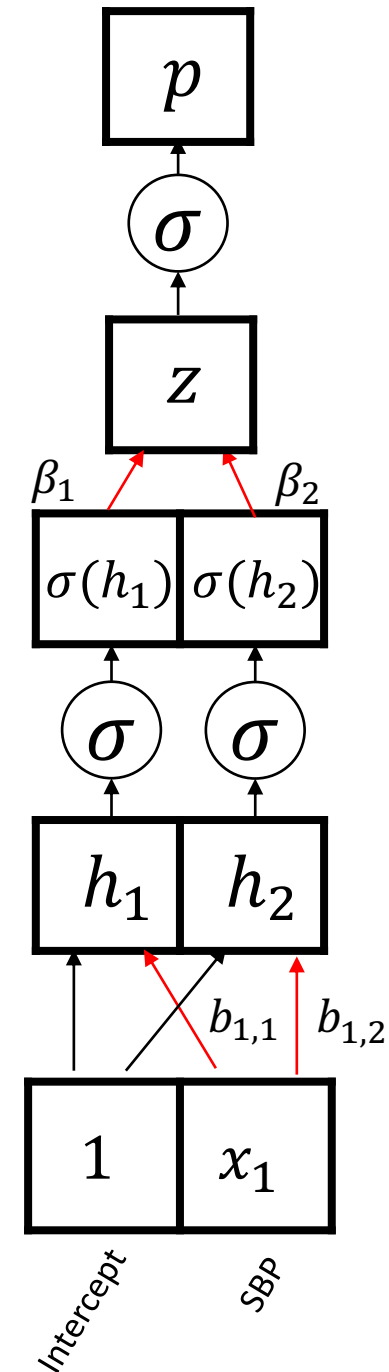 p
σ
z
β₁ β₂
σ(h₁) σ(h₂)
σ σ
h₁ h₂
b₁,₁ b₁,₂
1 x₁
Intercept SBP